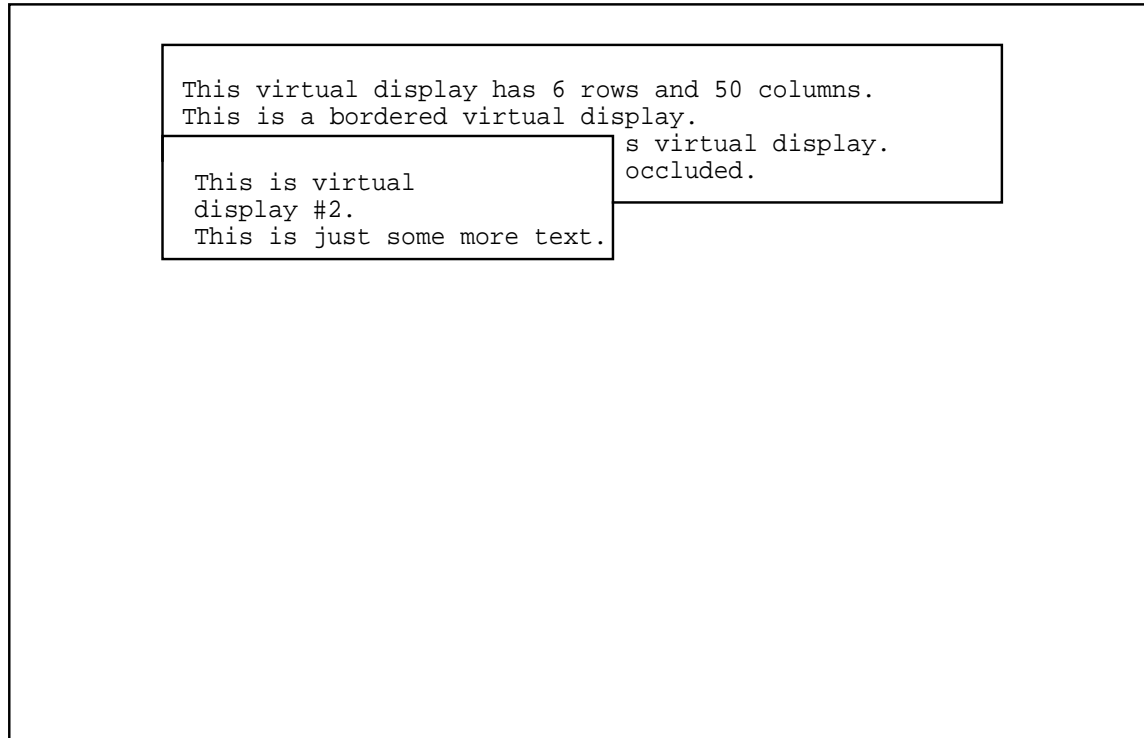 This virtual display has 6 rows and 50 columns.
This is a bordered virtual display.
s virtual display.
occluded.
This is virtual
display #2.
This is just some more text.